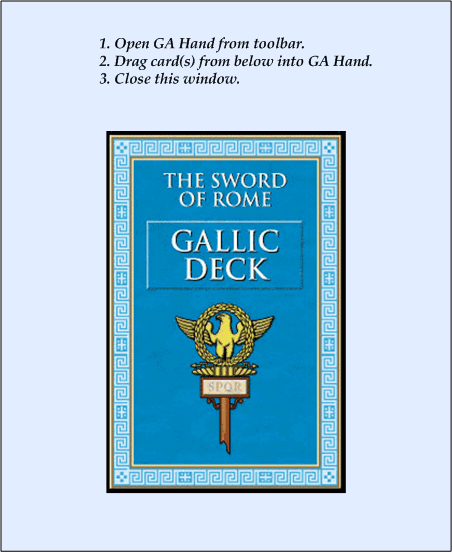 1. Open GA Hand from toolbar.
2. Drag card(s) from below into GA Hand.
3. Close this window.
THE SWORD
OF ROME
GALLIC
DECK
SPQR